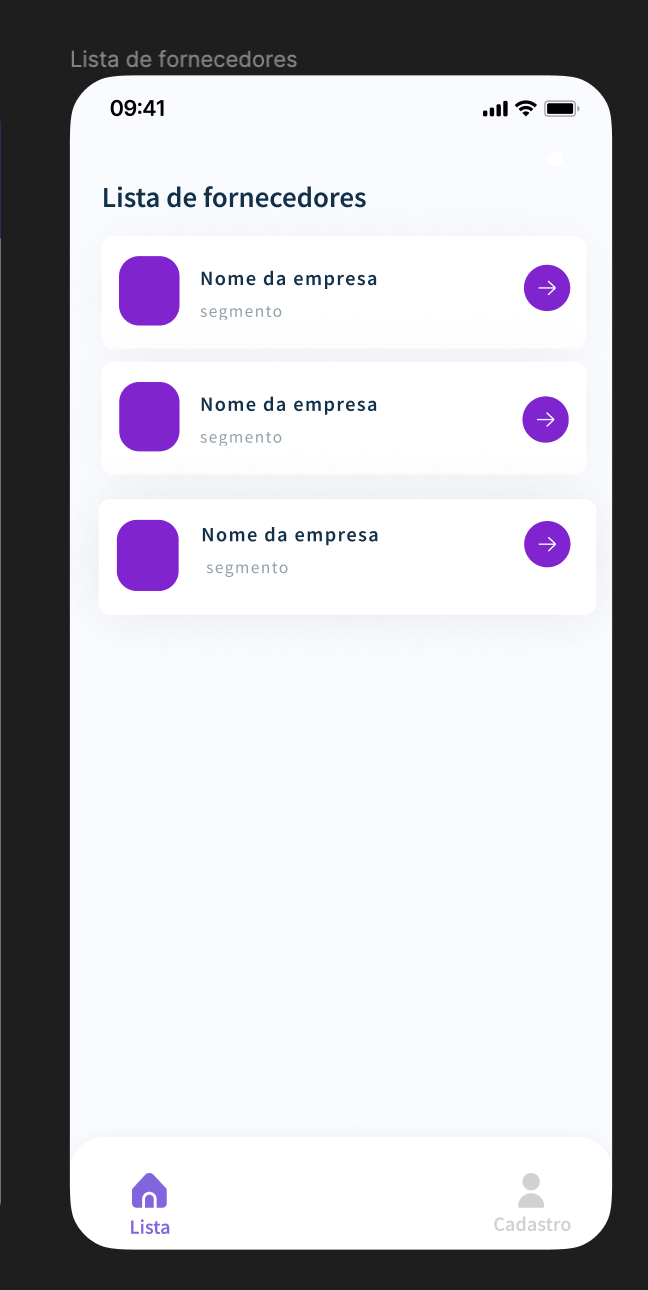 Lista de fornecedores
09:41
Lista de fornecedores
Nome da empresa
segmento
Nome da empresa
segmento
Nome da empresa
segmento
Lista
Cadastro